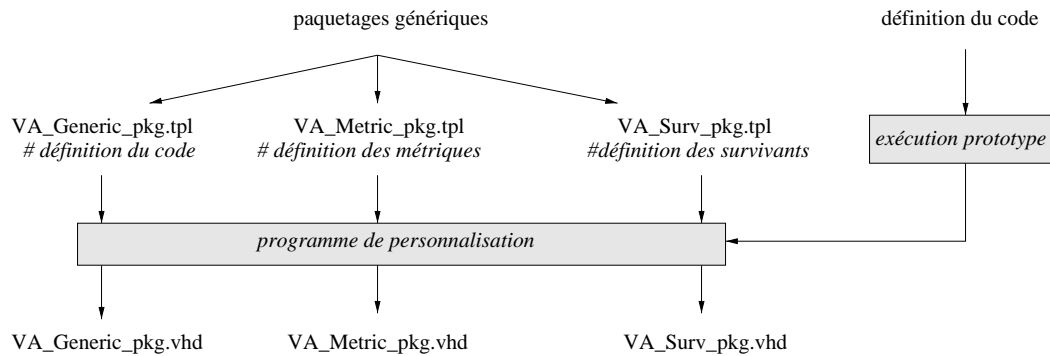 paquetages génériques
définition du code
VA_Generic_pkg.tpl
# définition du code
VA_Metric_pkg.tpl
# définition des métriques
VA_Surv_pkg.tpl
#définition des survivants
exécution prototype
programme de personnalisation
VA_Generic_pkg.vhd
VA_Metric_pkg.vhd
VA_Surv_pkg.vhd